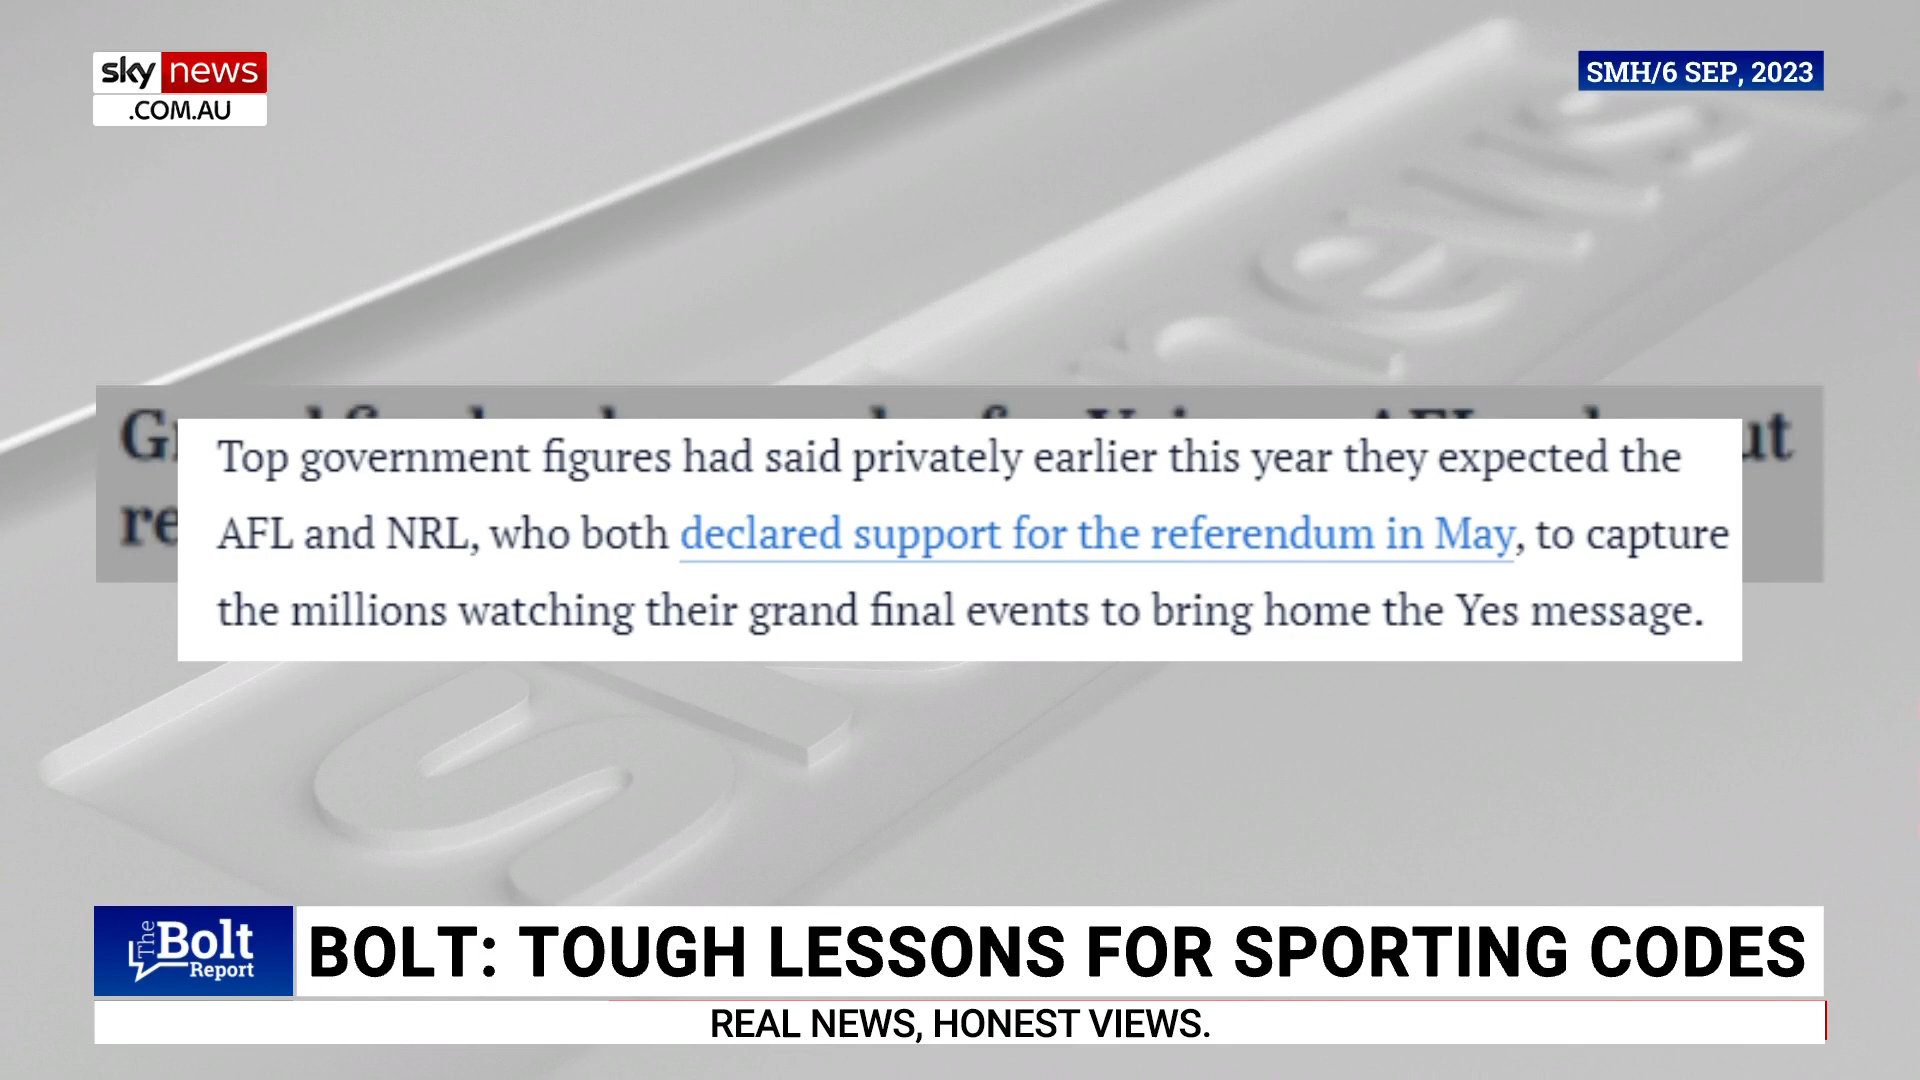 sky news
.COM.AU
SMH/6 SEP, 2023
Top government figures had said privately earlier this year they expected the
AFL and NRL, who both declared support for the referendum in May, to capture
the millions watching their grand final events to bring home the Yes message.
The Bolt Report
BOLT: TOUGH LESSONS FOR SPORTING CODES
REAL NEWS, HONEST VIEWS.